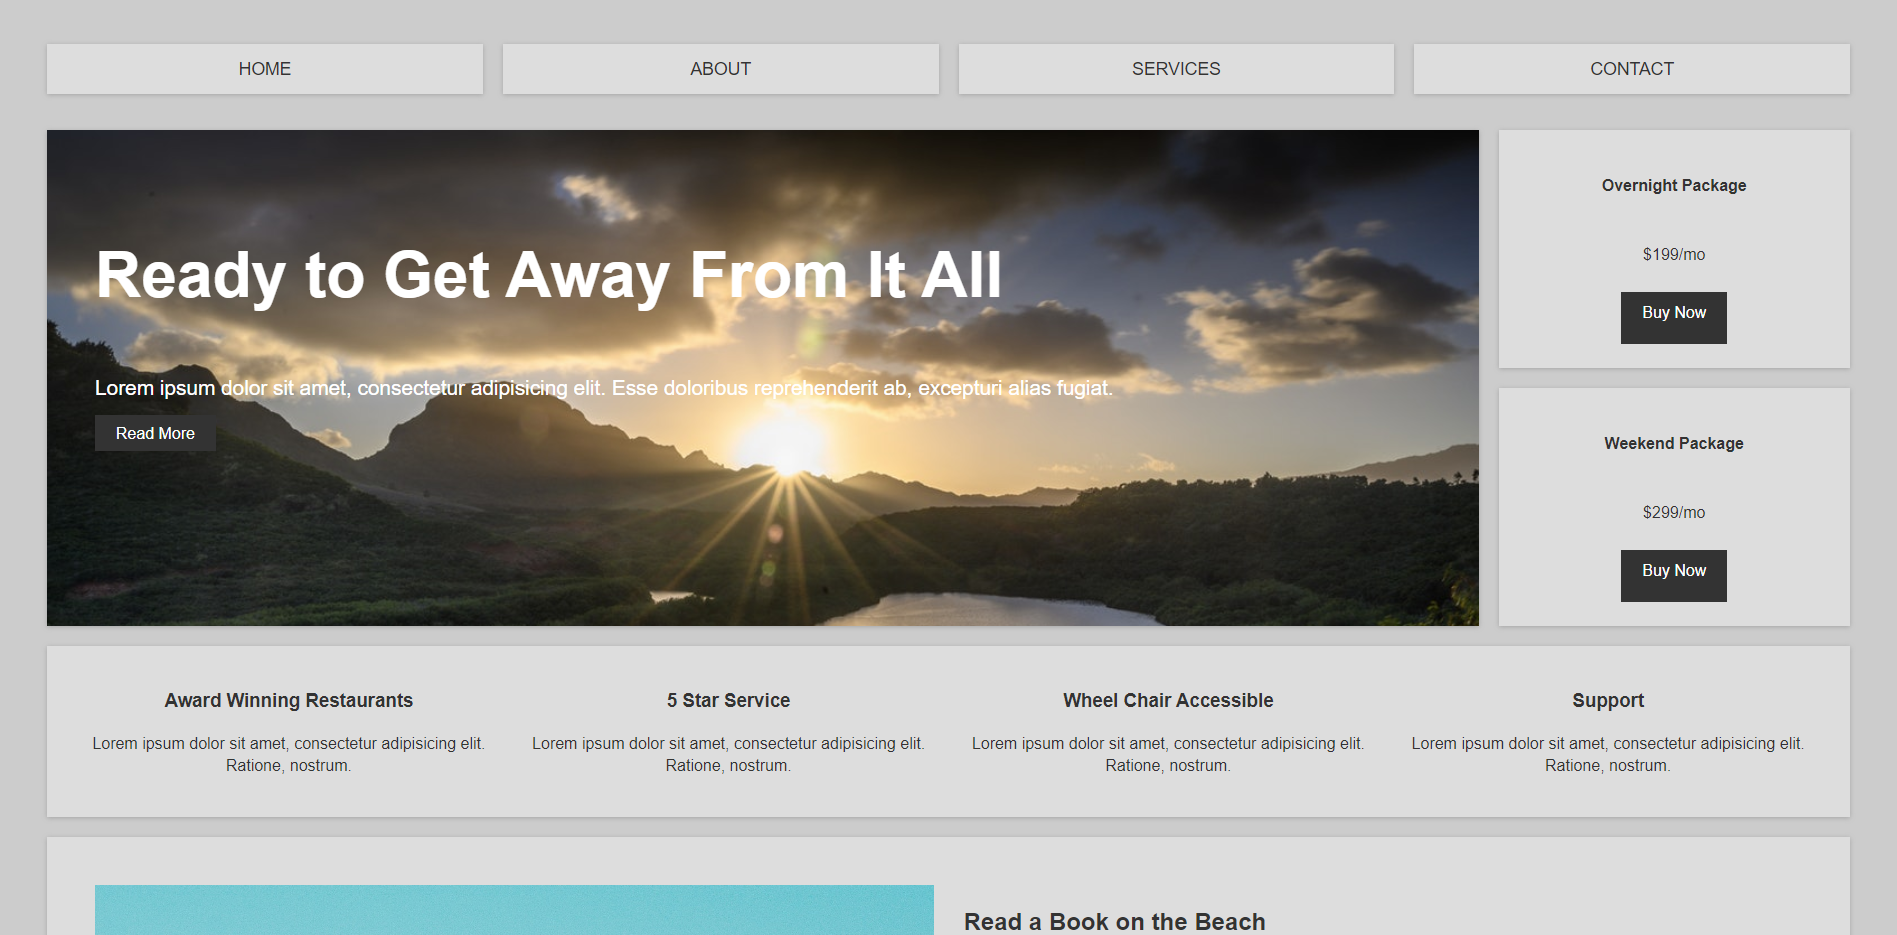 HOME
ABOUT
SERVICES
CONTACT
Ready to Get Away From It All
Lorem ipsum dolor sit amet, consectetur adipisicing elit. Esse doloribus reprehenderit ab, excepturi alias fugiat.
Read More
Overnight Package
$199/mo
Buy Now
Weekend Package
$299/mo
Buy Now
Award Winning Restaurants
Lorem ipsum dolor sit amet, consectetur adipisicing elit.
Ratione, nostrum.
5 Star Service
Lorem ipsum dolor sit amet, consectetur adipisicing elit.
Ratione, nostrum.
Wheel Chair Accessible
Lorem ipsum dolor sit amet, consectetur adipisicing elit.
Ratione, nostrum.
Support
Lorem ipsum dolor sit amet, consectetur adipisicing elit.
Ratione, nostrum.
Read a Book on the Beach